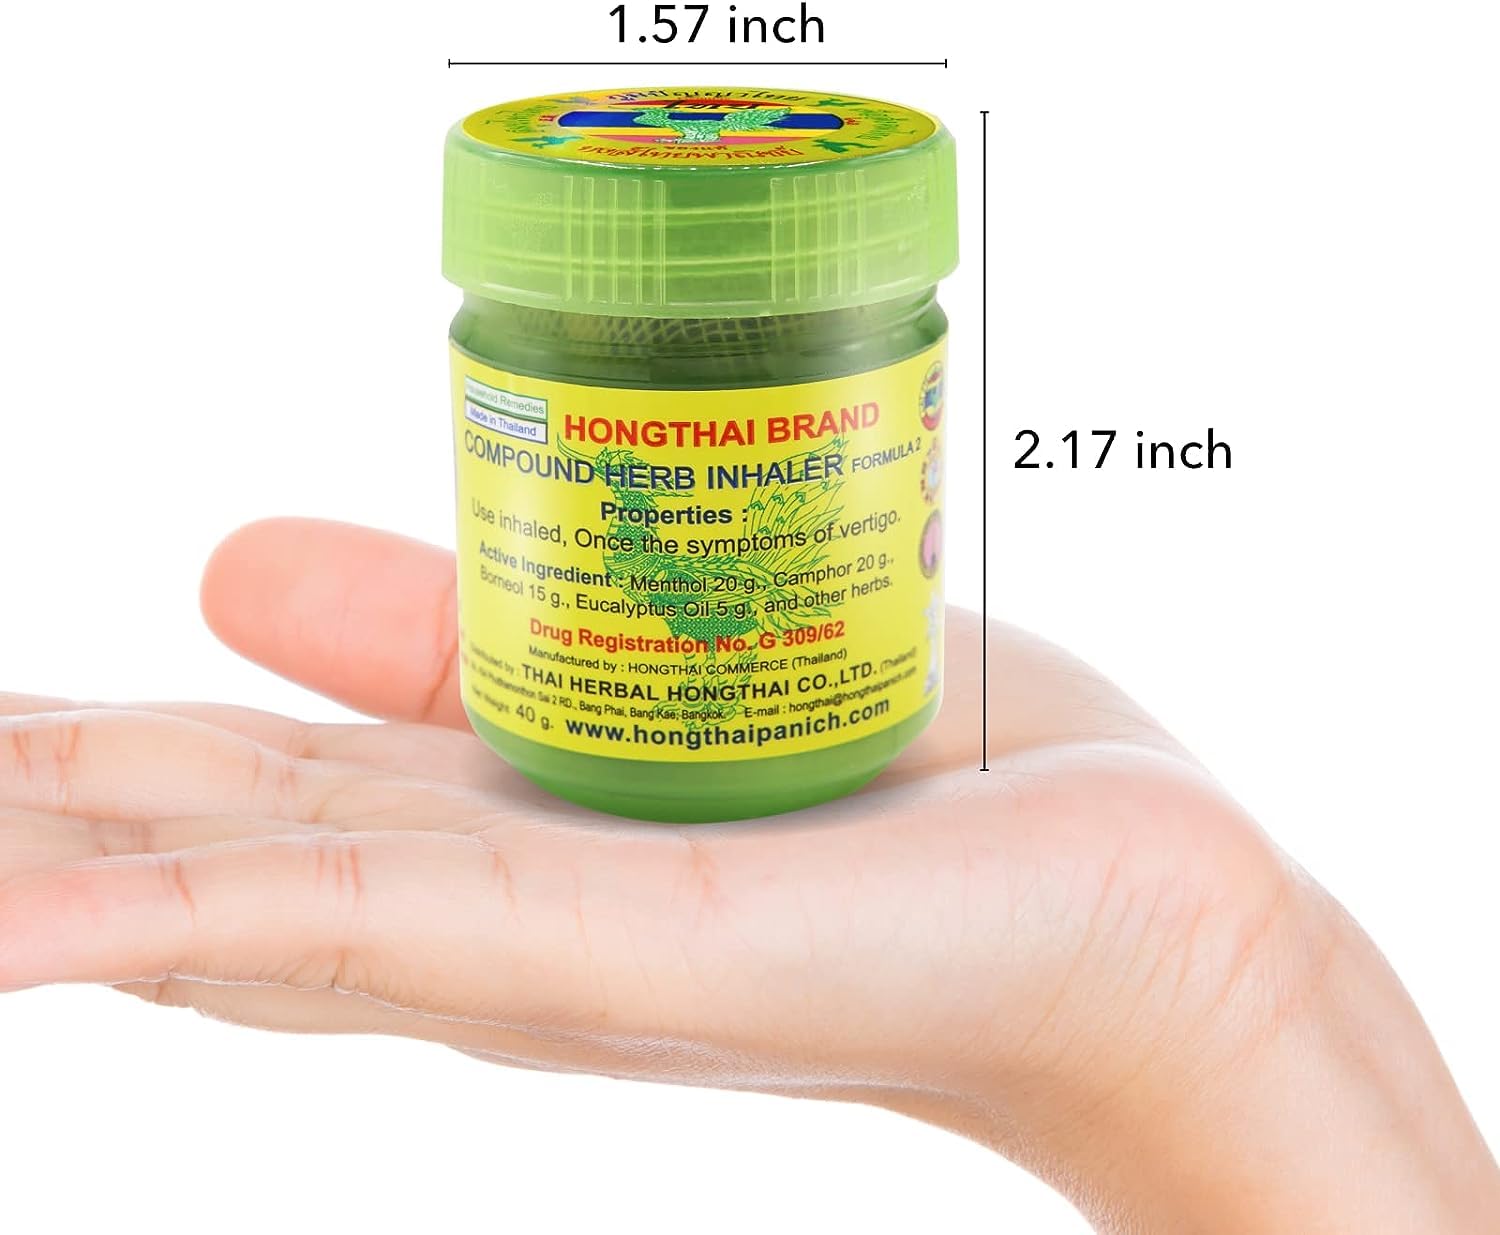 1.57 inch
2.17 inch
Household Remedies
Made in Thailand
HONGTHAI BRAND
COMPOUND HERB INHALER FORMULA 2
Properties :
Use inhaled, Once the symptoms of vertigo.
Active Ingredient : Menthol 20 g., Camphor 20 g.,
Borneol 15 g., Eucalyptus Oil 5 g., and other herbs.
Drug Registration No. G 309/62
Manufactured by : HONGTHAI COMMERCE (Thailand)
Distributed by : THAI HERBAL HONGTHAI CO.,LTD. (Thailand)
Sai 2 RD., Bang Phai, Bang Kae, Bangkok. E-mail : hongthai@hongthaipanich.com
Net Weight 40 g. www.hongthaipanich.com